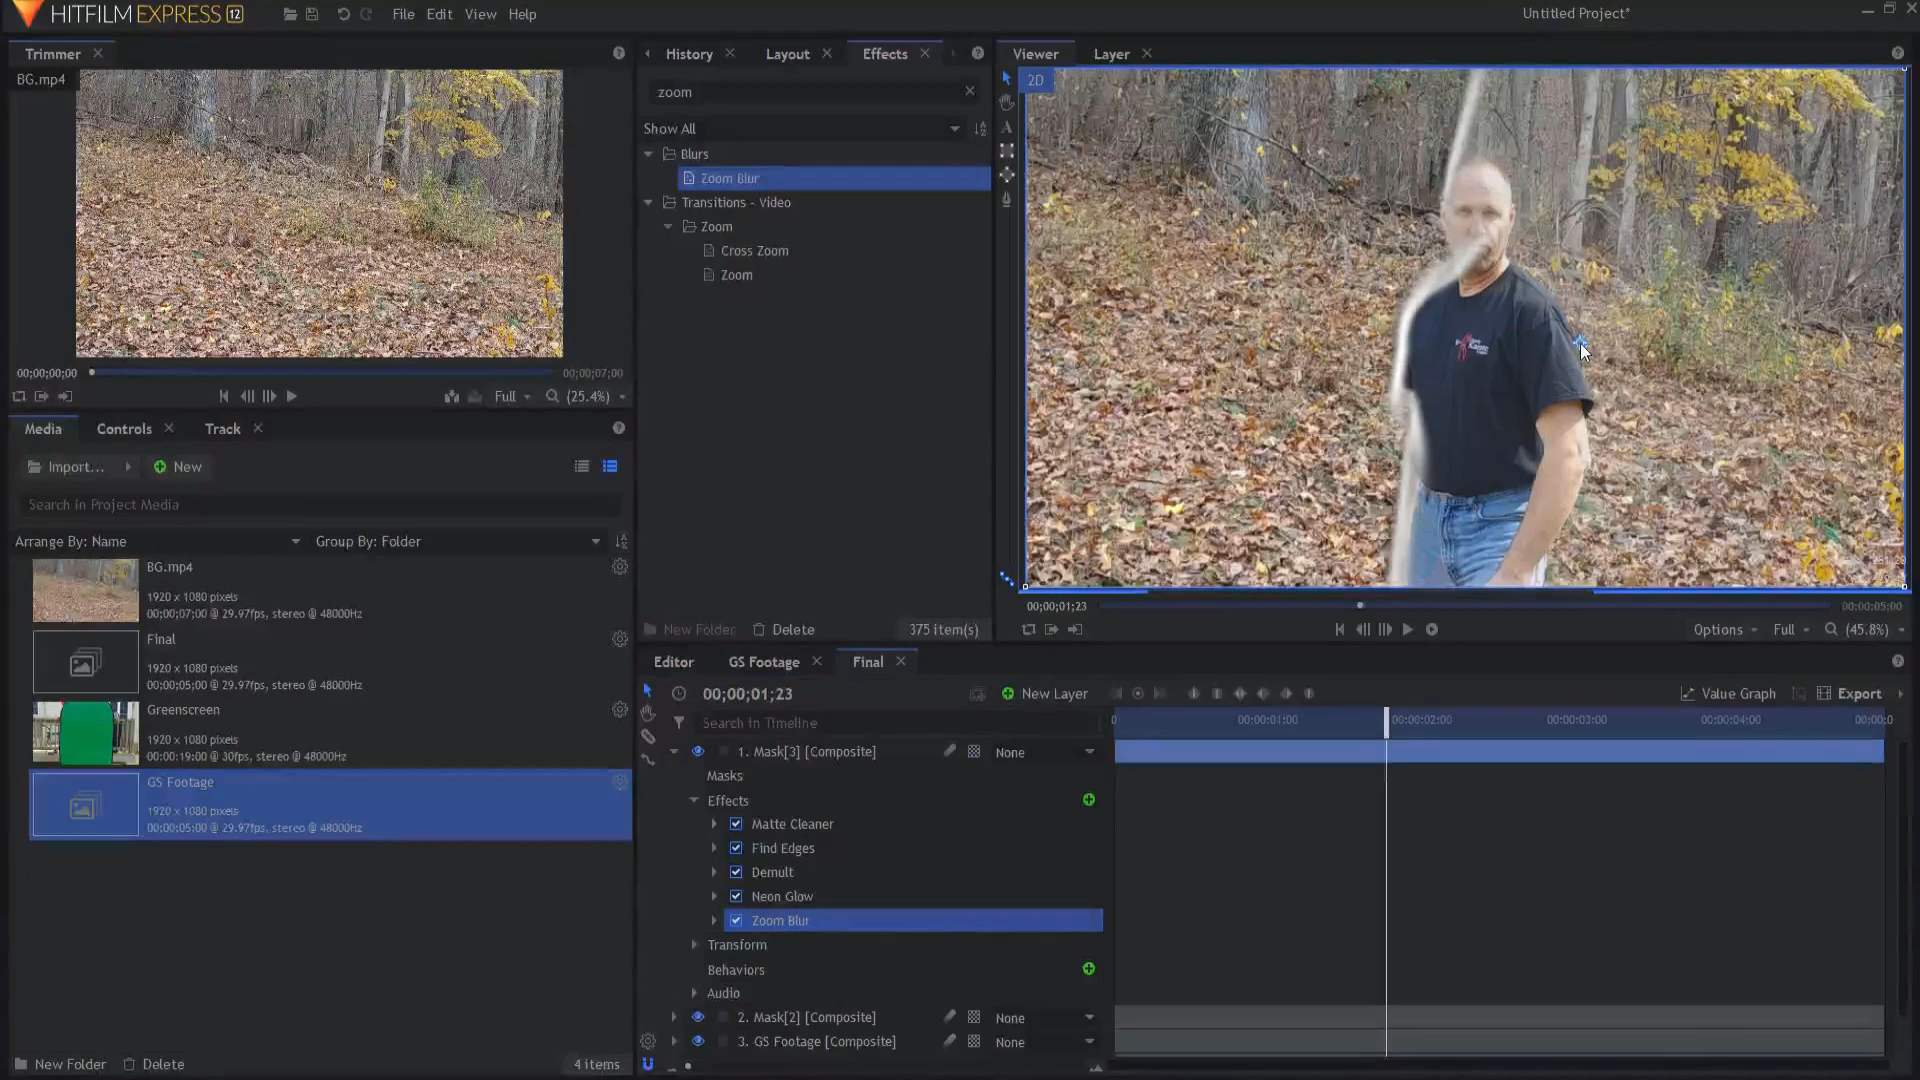 HITFILM EXPRESS 12
File Edit View Help
Untitled Project*
Trimmer
BG.mp4
00;00;00;00
00;00;07;00
Full
(25.4%)
Media Controls Track
Import... New
Search in Project Media
Arrange By: Name
Group By: Folder
BG.mp4
1920 x 1080 pixels
00;00;07;00 @ 29.97fps, stereo @ 48000Hz
Final
1920 x 1080 pixels
00;00;05;00 @ 29.97fps, stereo @ 48000Hz
Greenscreen
1920 x 1080 pixels
00:00:19:00 @ 30fps, stereo @ 48000Hz
GS Footage
1920 x 1080 pixels
00;00;05;00 @ 29.97fps, stereo @ 48000Hz
New Folder Delete
4 items
History Layout Effects
zoom
Show All
Blurs
Zoom Blur
Transitions - Video
Zoom
Cross Zoom
Zoom
New Folder Delete
375 item(s)
Viewer Layer
2D
00;00;01;23
00;00;05;00
Options Full (45.8%)
Editor GS Footage Final
00;00;01;23
New Layer
Value Graph
Export
Search in Timeline
0
00:00:01:00
00:00:02:00
00:00:03:00
00:00:04:00
00;00;0
1. Mask[3] [Composite]
None
Masks
Effects
Matte Cleaner
Find Edges
Demult
Neon Glow
Zoom Blur
Transform
Behaviors
Audio
2. Mask[2] [Composite]
None
3. GS Footage [Composite]
None